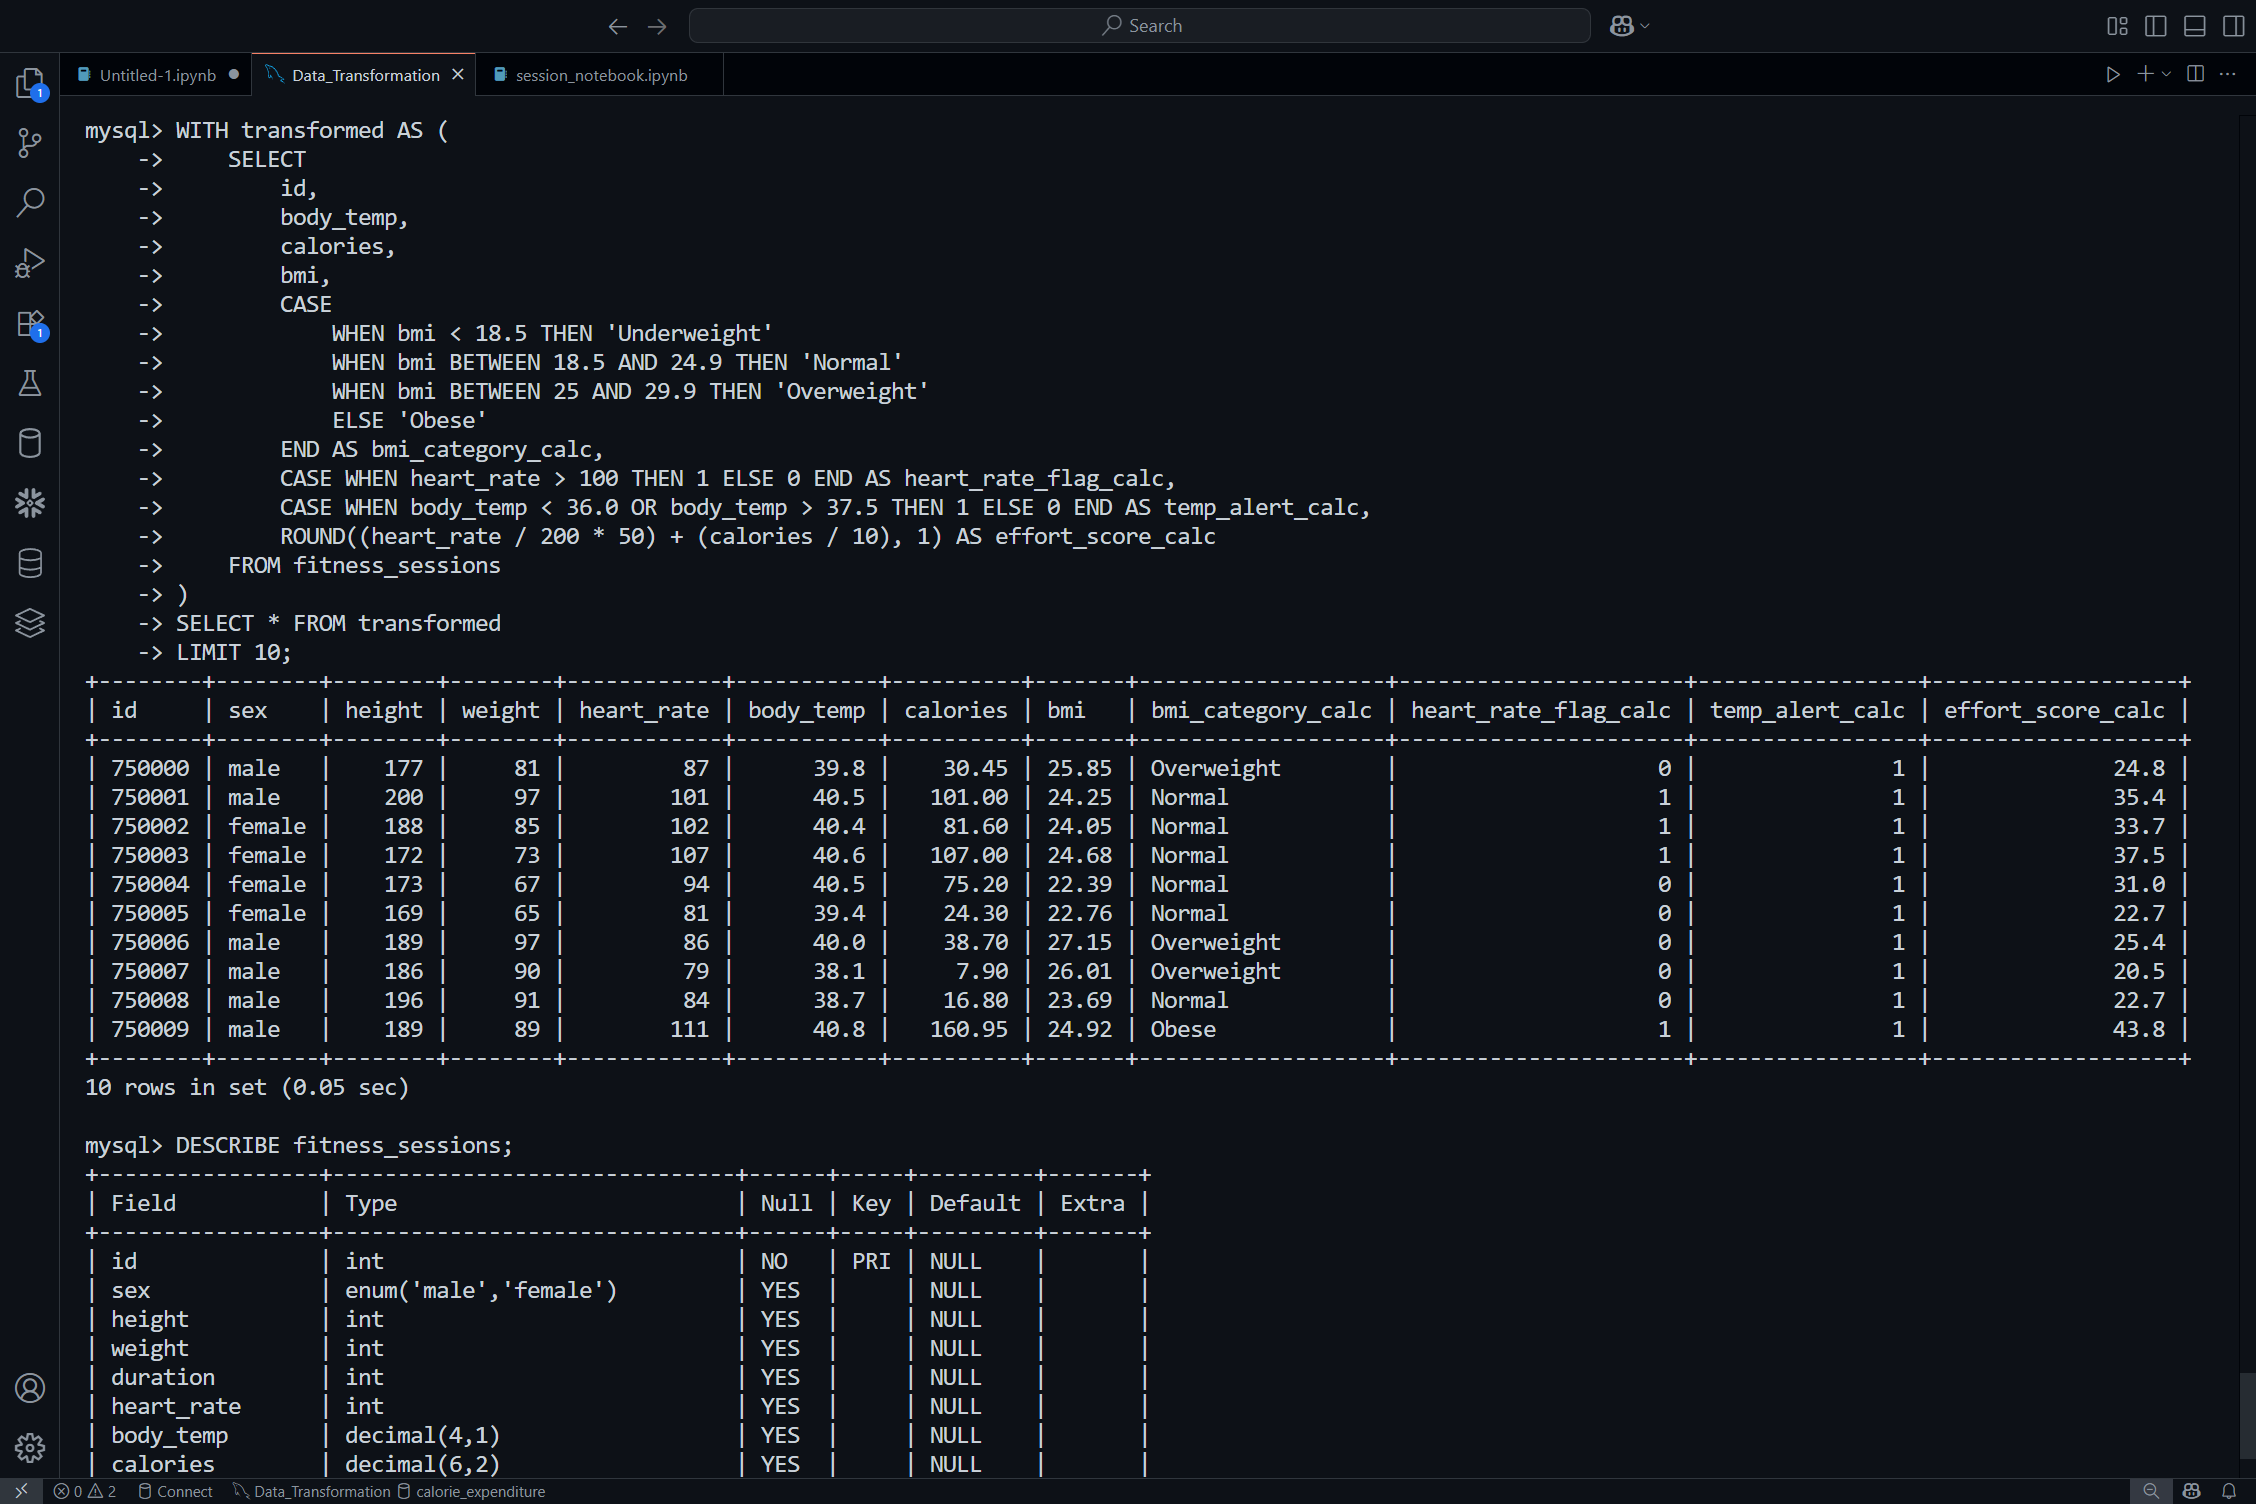 Search
Untitled-1.ipynb
Data_Transformation
session_notebook.ipynb
1
1
mysql> WITH transformed AS (
    ->     SELECT
    ->         id,
    ->         body_temp,
    ->         calories,
    ->         bmi,
    ->         CASE
    ->             WHEN bmi < 18.5 THEN 'Underweight'
    ->             WHEN bmi BETWEEN 18.5 AND 24.9 THEN 'Normal'
    ->             WHEN bmi BETWEEN 25 AND 29.9 THEN 'Overweight'
    ->             ELSE 'Obese'
    ->         END AS bmi_category_calc,
    ->         CASE WHEN heart_rate > 100 THEN 1 ELSE 0 END AS heart_rate_flag_calc,
    ->         CASE WHEN body_temp < 36.0 OR body_temp > 37.5 THEN 1 ELSE 0 END AS temp_alert_calc,
    ->         ROUND((heart_rate / 200 * 50) + (calories / 10), 1) AS effort_score_calc
    ->     FROM fitness_sessions
    -> )
    -> SELECT * FROM transformed
    -> LIMIT 10;
+--------+--------+--------+--------+------------+-----------+----------+-------+-------------------+----------------------+-----------------+-------------------+
| id     | sex    | height | weight | heart_rate | body_temp | calories | bmi   | bmi_category_calc | heart_rate_flag_calc | temp_alert_calc | effort_score_calc |
+--------+--------+--------+--------+------------+-----------+----------+-------+-------------------+----------------------+-----------------+-------------------+
| 750000 | male   |    177 |     81 |         87 |      39.8 |    30.45 | 25.85 | Overweight        |                    0 |               1 |              24.8 |
| 750001 | male   |    200 |     97 |        101 |      40.5 |   101.00 | 24.25 | Normal            |                    1 |               1 |              35.4 |
| 750002 | female |    188 |     85 |        102 |      40.4 |    81.60 | 24.05 | Normal            |                    1 |               1 |              33.7 |
| 750003 | female |    172 |     73 |        107 |      40.6 |   107.00 | 24.68 | Normal            |                    1 |               1 |              37.5 |
| 750004 | female |    173 |     67 |         94 |      40.5 |    75.20 | 22.39 | Normal            |                    0 |               1 |              31.0 |
| 750005 | female |    169 |     65 |         81 |      39.4 |    24.30 | 22.76 | Normal            |                    0 |               1 |              22.7 |
| 750006 | male   |    189 |     97 |         86 |      40.0 |    38.70 | 27.15 | Overweight        |                    0 |               1 |              25.4 |
| 750007 | male   |    186 |     90 |         79 |      38.1 |     7.90 | 26.01 | Overweight        |                    0 |               1 |              20.5 |
| 750008 | male   |    196 |     91 |         84 |      38.7 |    16.80 | 23.69 | Normal            |                    0 |               1 |              22.7 |
| 750009 | male   |    189 |     89 |        111 |      40.8 |   160.95 | 24.92 | Obese             |                    1 |               1 |              43.8 |
+--------+--------+--------+--------+------------+-----------+----------+-------+-------------------+----------------------+-----------------+-------------------+
10 rows in set (0.05 sec)
mysql> DESCRIBE fitness_sessions;
+-----------------+-------------------------------+------+-----+---------+-------+
| Field           | Type                          | Null | Key | Default | Extra |
+-----------------+-------------------------------+------+-----+---------+-------+
| id              | int                           | NO   | PRI | NULL    |       |
| sex             | enum('male','female')         | YES  |     | NULL    |       |
| height          | int                           | YES  |     | NULL    |       |
| weight          | int                           | YES  |     | NULL    |       |
| duration        | int                           | YES  |     | NULL    |       |
| heart_rate      | int                           | YES  |     | NULL    |       |
| body_temp       | decimal(4,1)                  | YES  |     | NULL    |       |
| calories        | decimal(6,2)                  | YES  |     | NULL    |       |
0 2 Connect Data_Transformation calorie_expenditure